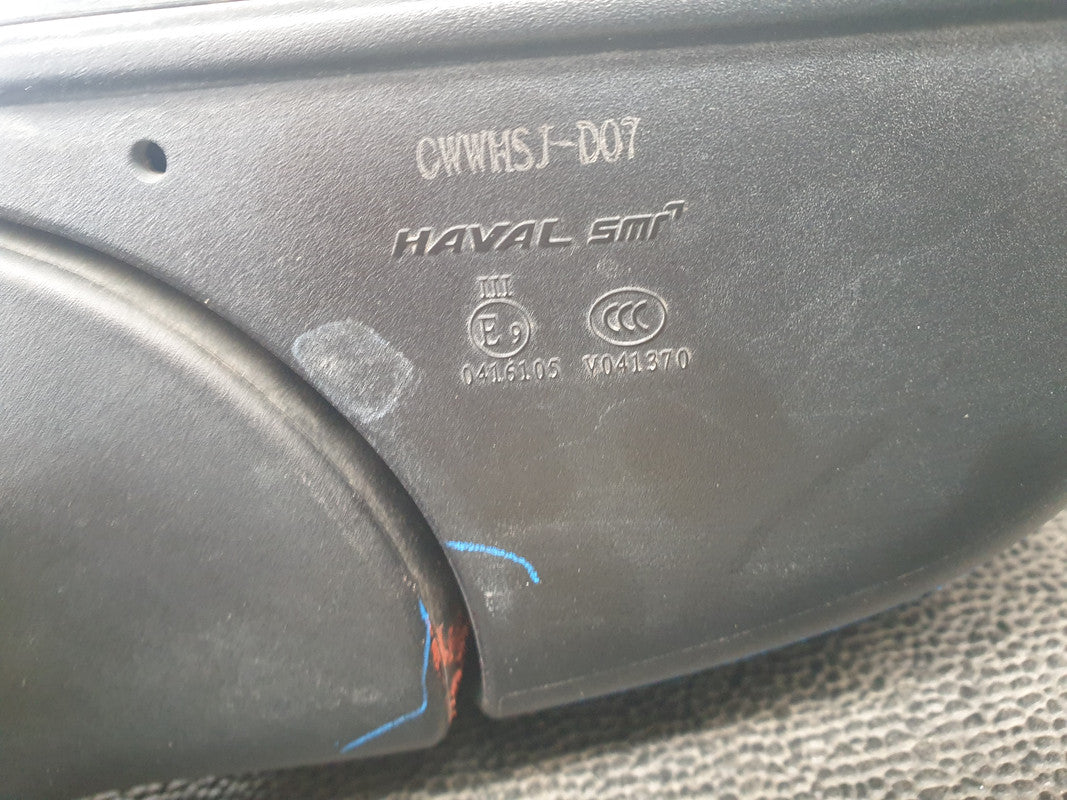 CWWHSJ-D07
HAVAL smr
III
E9 CCC
0416105 V041370